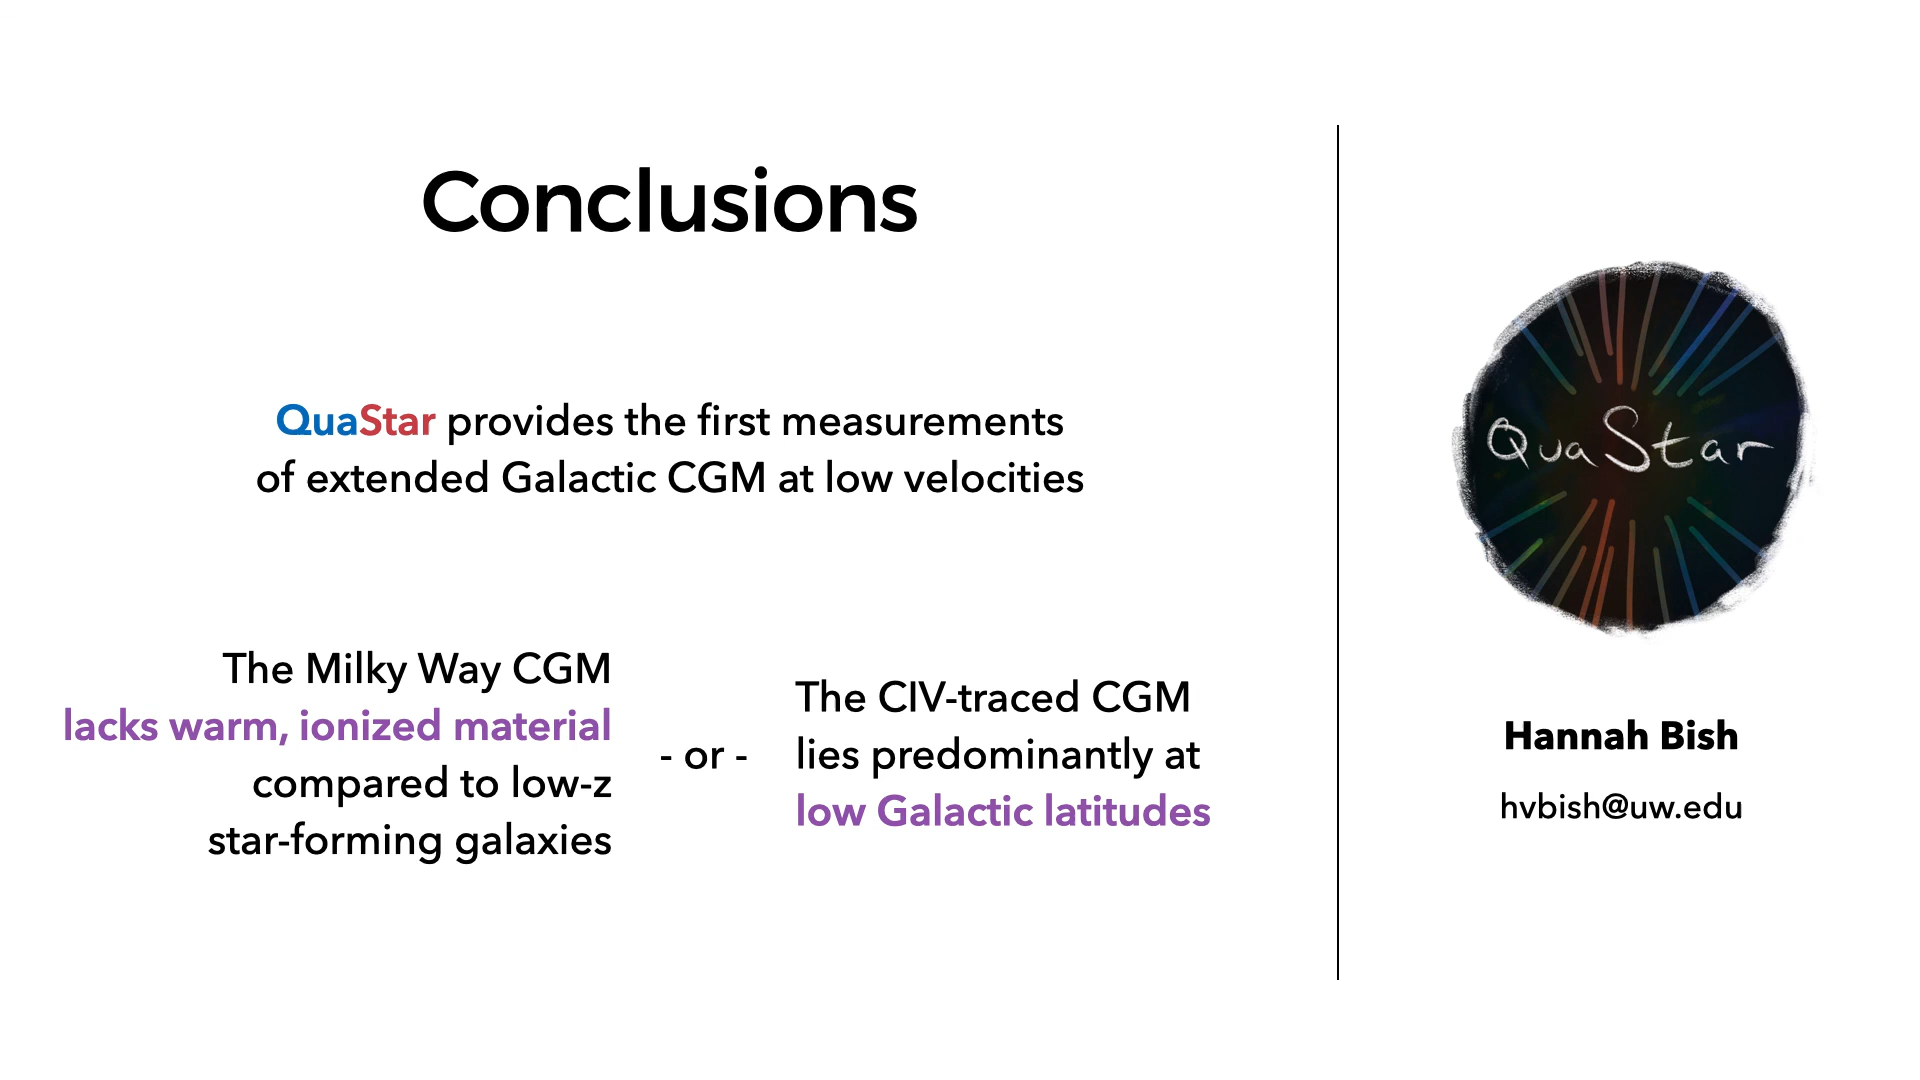 Conclusions
QuaStar provides the first measurements
of extended Galactic CGM at low velocities
The Milky Way CGM
lacks warm, ionized material
compared to low-z
star-forming galaxies
- or -
The CIV-traced CGM
lies predominantly at
low Galactic latitudes
QuaStar
Hannah Bish
hvbish@uw.edu